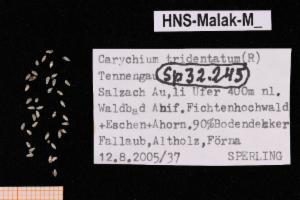 HNS-Malak-M_
Carychium tridentatum(R)
Tennengau Sp32.245
Salzach Au,li Ufer 400m nl.
Waldbad Anif,Fichtenhochwald
+Eschen+Ahorn,90%Bodendekker
Fallaub,Altholz,Förna
12.8.2005/37 SPERLING